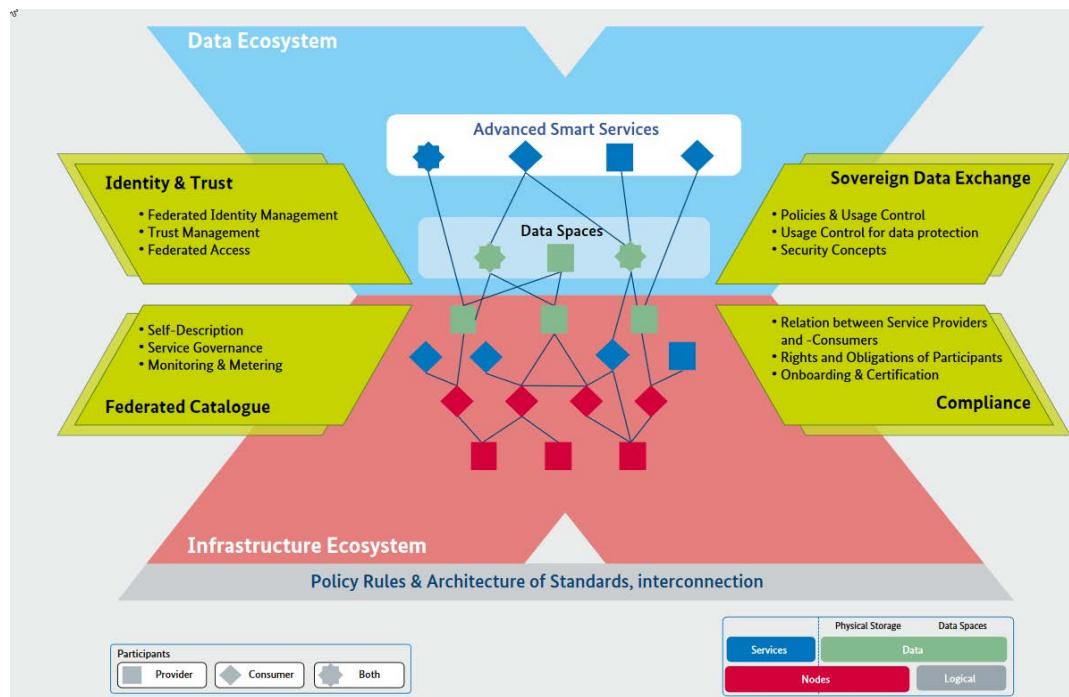 Data Ecosystem
Advanced Smart Services
Identity & Trust
• Federated Identity Management
• Trust Management
• Federated Access
Sovereign Data Exchange
• Policies & Usage Control
• Usage Control for data protection
• Security Concepts
Data Spaces
• Self-Description
• Service Governance
• Monitoring & Metering
Federated Catalogue
• Relation between Service Providers
and -Consumers
• Rights and Obligations of Participants
• Onboarding & Certification
Compliance
Infrastructure Ecosystem
Policy Rules & Architecture of Standards, interconnection
Participants
Provider
Consumer
Both
Physical Storage
Data Spaces
Services
Data
Nodes
Logical